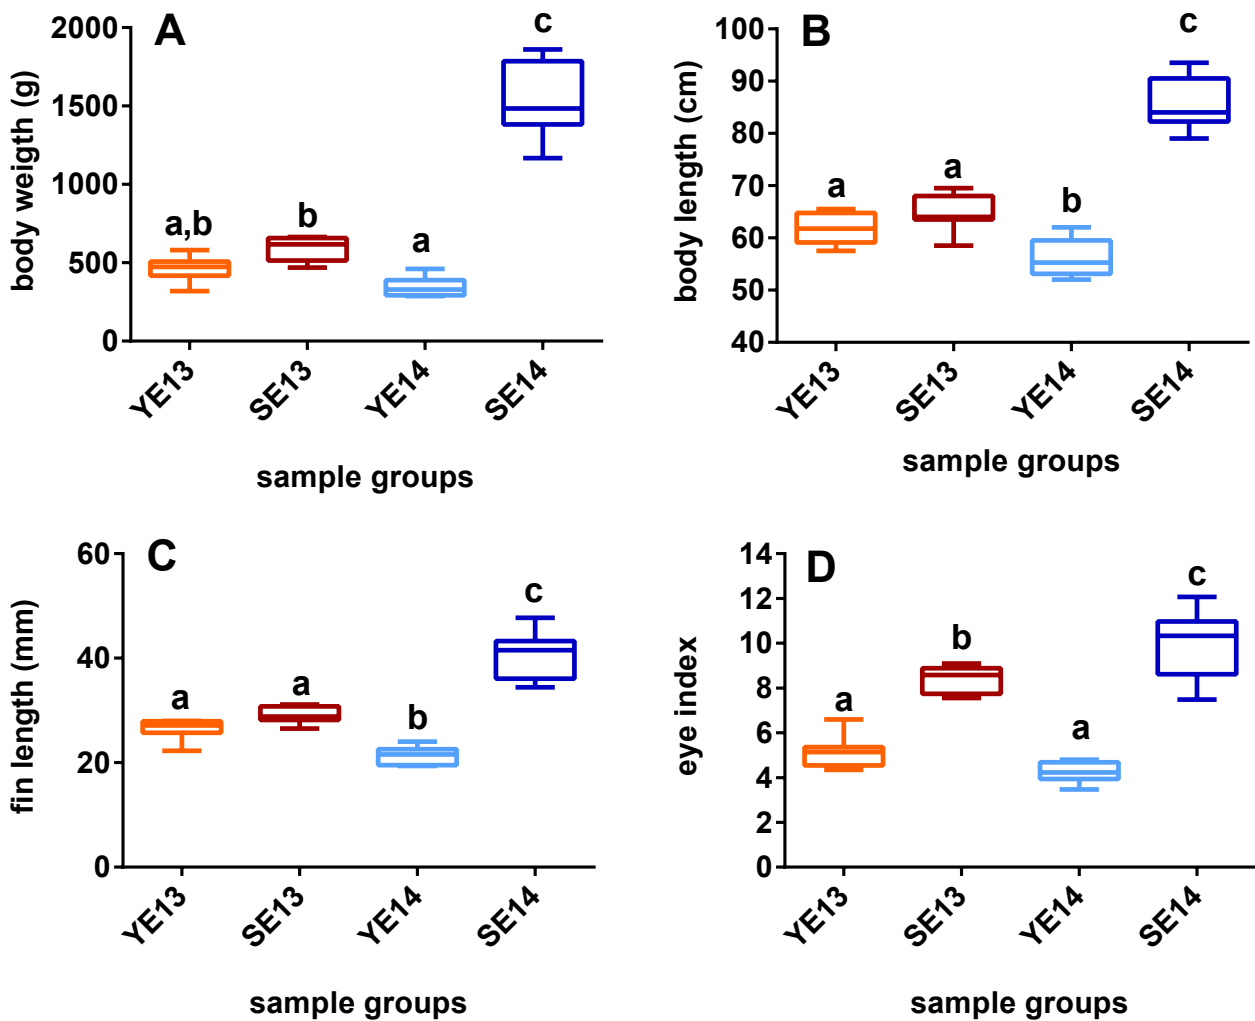 A
body weigth (g)
2000
1500
1000
500
0
a,b
b
a
c
YE13
SE13
YE14
SE14
sample groups
B
body length (cm)
100
90
80
70
60
50
40
a
a
b
c
YE13
SE13
YE14
SE14
sample groups
C
fin length (mm)
60
40
20
0
a
a
b
c
YE13
SE13
YE14
SE14
sample groups
D
eye index
14
12
10
8
6
4
2
0
a
b
a
c
YE13
SE13
YE14
SE14
sample groups